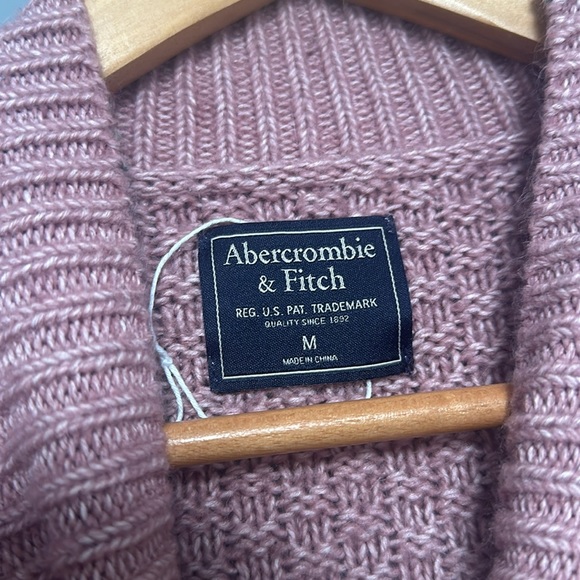 Abercrombie
& Fitch
REG. U.S. PAT. TRADEMARK
QUALITY SINCE 1892
M
MADE IN CHINA